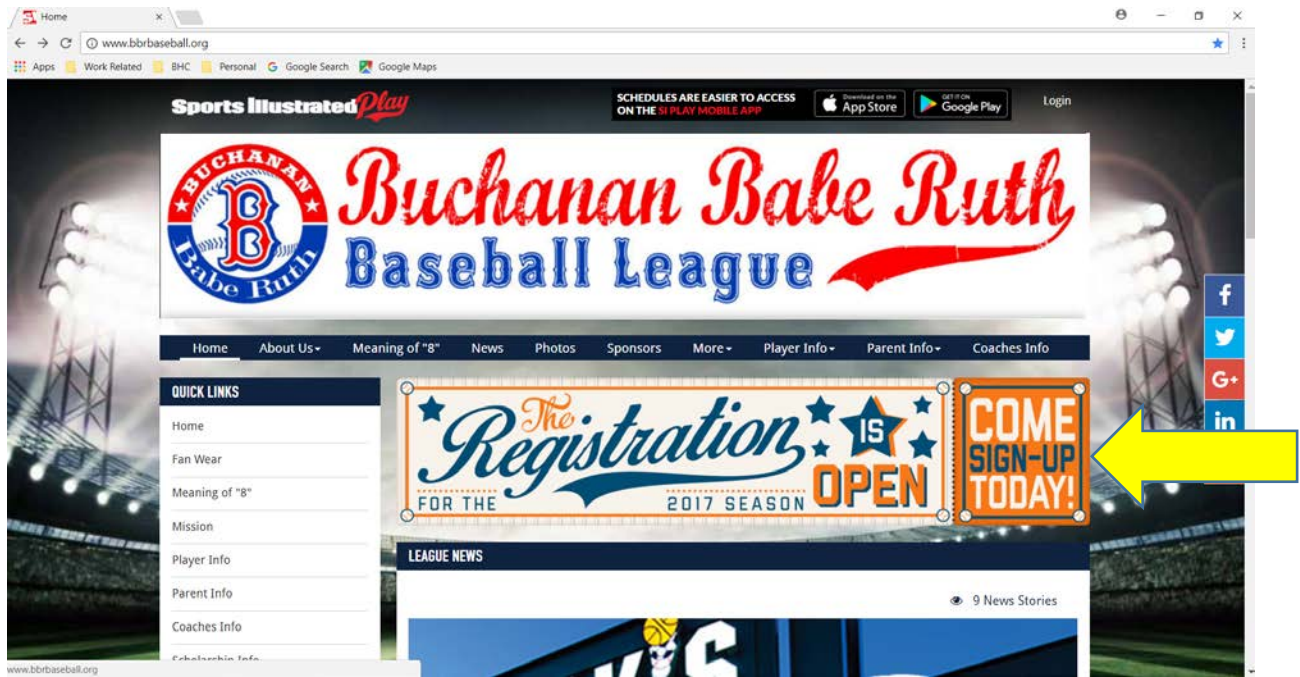 Home
www.bbrbaseball.org
Apps Work Related BHC Personal Google Search Google Maps
Sports Illustrated Play
SCHEDULES ARE EASIER TO ACCESS
ON THE SI PLAY MOBILE APP
Download on the
App Store
GET IT ON
Google Play
Login
BUCHANAN
B
B
Babe Ruth
Buchanan Babe Ruth
Baseball League
Home About Us Meaning of "8" News Photos Sponsors More Player Info Parent Info Coaches Info
f
G+
in
QUICK LINKS
Home
Fan Wear
Meaning of "8"
Mission
Player Info
Parent Info
Coaches Info
Scholarship Info
The
Registration IS
OPEN
FOR THE 2017 SEASON
COME
SIGN-UP
TODAY!
LEAGUE NEWS
9 News Stories
www.bbrbaseball.org